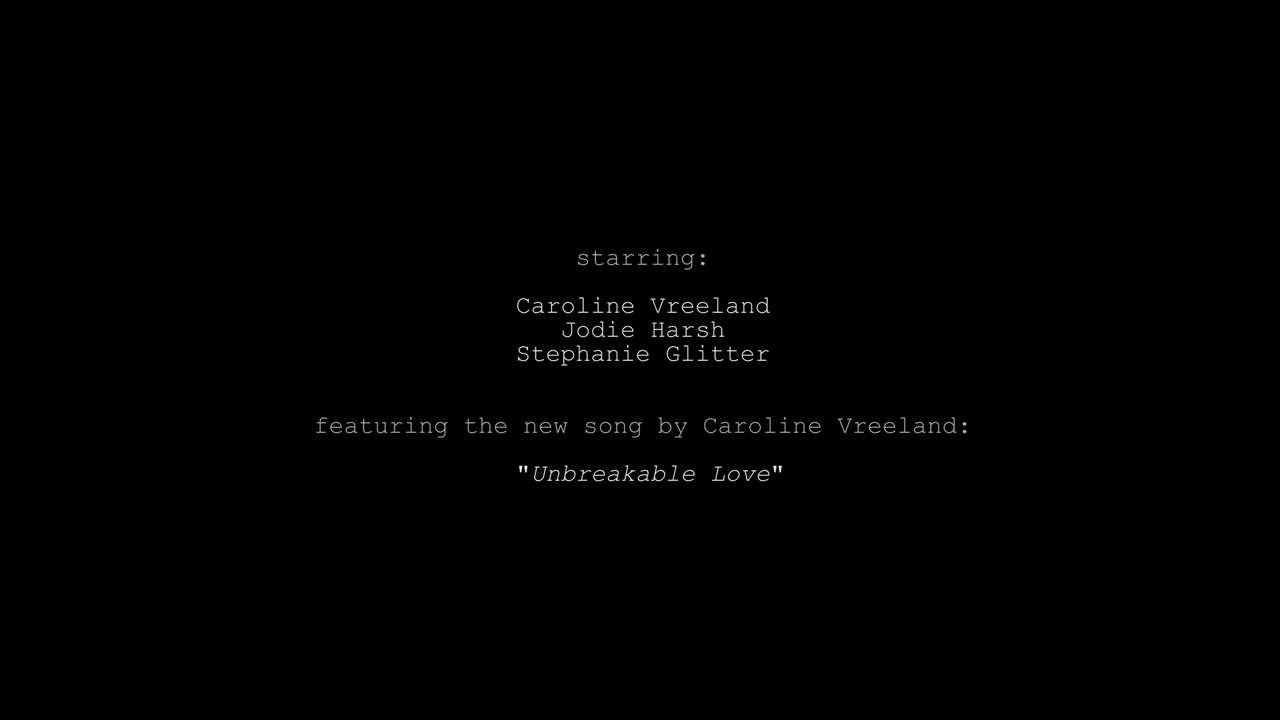 starring:
Caroline Vreeland
Jodie Harsh
Stephanie Glitter
featuring the new song by Caroline Vreeland:
"Unbreakable Love"